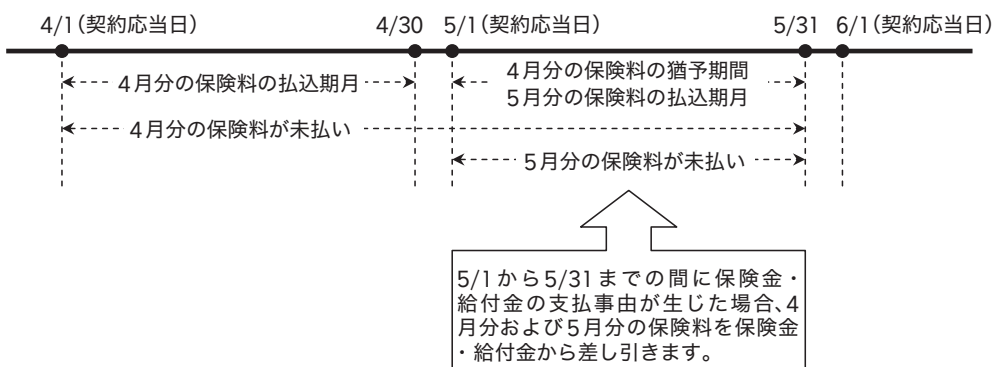 4/1(契約応当日)
4/30
5/1(契約応当日)
5/31
6/1(契約応当日)
4月分の保険料の払込期月
4月分の保険料の猶予期間
5月分の保険料の払込期月
4月分の保険料が未払い
5月分の保険料が未払い
5/1から5/31までの間に保険金・
給付金の支払事由が生じた場合、4
月分および5月分の保険料を保険金
・給付金から差し引きます。